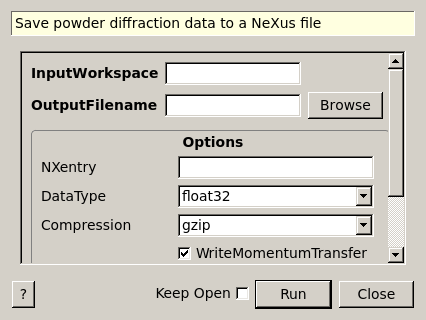 Save powder diffraction data to a NeXus file
InputWorkspace
OutputFilename Browse
Options
NXentry
DataType float32
Compression gzip
WriteMomentumTransfer
? Keep Open Run Close